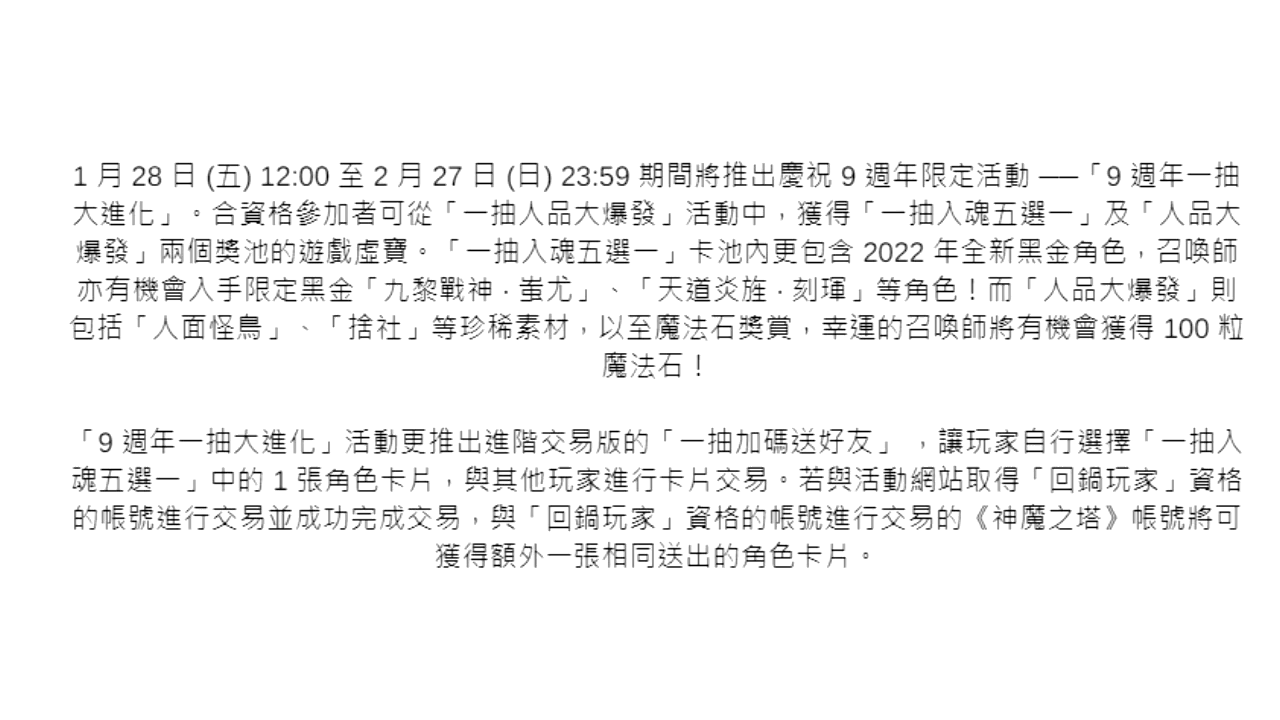 1 月 28 日 (五) 12:00 至 2 月 27 日 (日) 23:59 期間將推出慶祝 9 週年限定活動 ──「9 週年一抽
大進化」。合資格參加者可從「一抽人品大爆發」活動中，獲得「一抽入魂五選一」及「人品大
爆發」兩個獎池的遊戲虛寶。「一抽入魂五選一」卡池內更包含 2022 年全新黑金角色，召喚師
亦有機會入手限定黑金「九黎戰神 ‧ 蚩尤」、「天道炎旌 ‧ 刻琿」等角色！而「人品大爆發」則
包括「人面怪鳥」、「捨社」等珍稀素材，以至魔法石獎賞，幸運的召喚師將有機會獲得 100 粒
魔法石！
「9 週年一抽大進化」活動更推出進階交易版的「一抽加碼送好友」 ，讓玩家自行選擇「一抽入
魂五選一」中的 1 張角色卡片，與其他玩家進行卡片交易。若與活動網站取得「回鍋玩家」資格
的帳號進行交易並成功完成交易，與「回鍋玩家」資格的帳號進行交易的《神魔之塔》帳號將可
獲得額外一張相同送出的角色卡片。